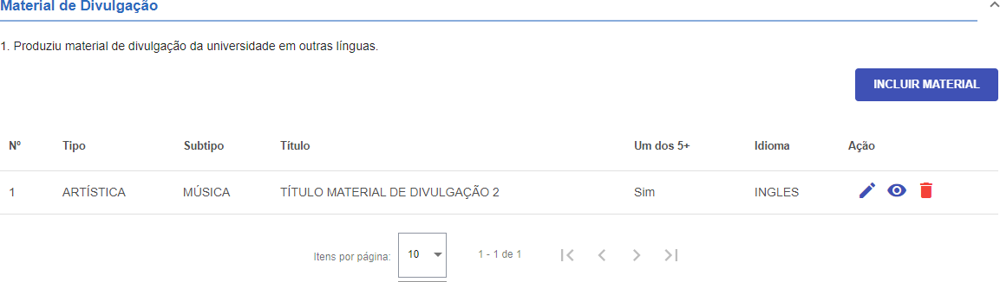 Material de Divulgação
1. Produziu material de divulgação da universidade em outras línguas.
INCLUIR MATERIAL
Nº Tipo Subtipo Título Um dos 5+ Idioma Ação
1 ARTÍSTICA MÚSICA TÍTULO MATERIAL DE DIVULGAÇÃO 2 Sim INGLES
Itens por página: 10 1 - 1 de 1